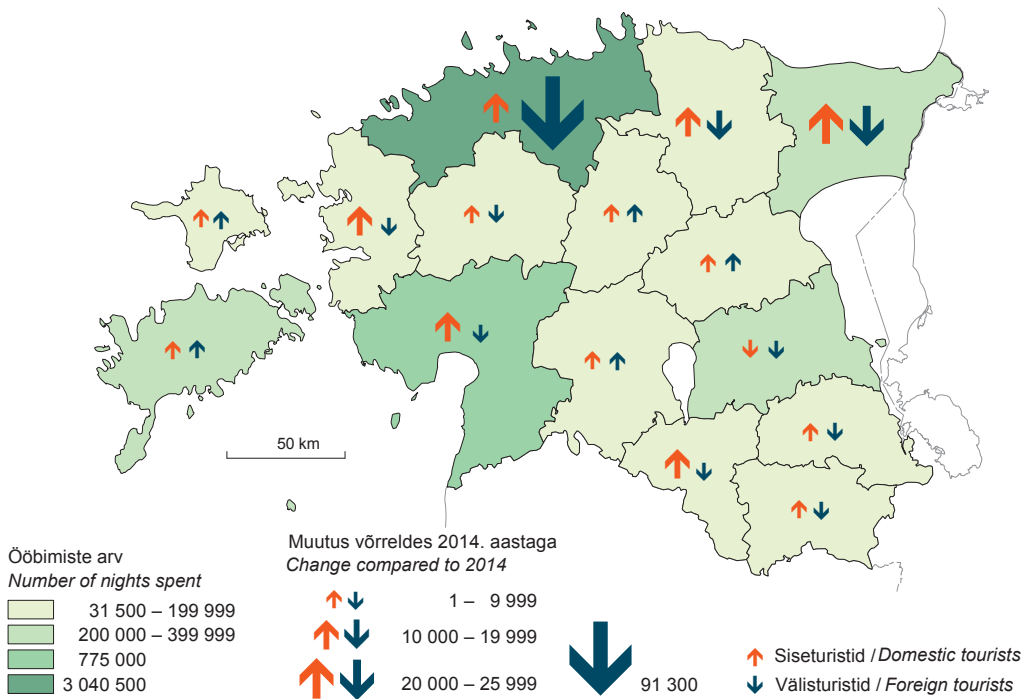 50 km
Ööbimiste arv
Number of nights spent
31 500 – 199 999
200 000 – 399 999
775 000
3 040 500
Muutus võrreldes 2014. aastaga
Change compared to 2014
1 – 9 999
10 000 – 19 999
20 000 – 25 999
91 300
Siseturistid / Domestic tourists
Välisturistid / Foreign tourists